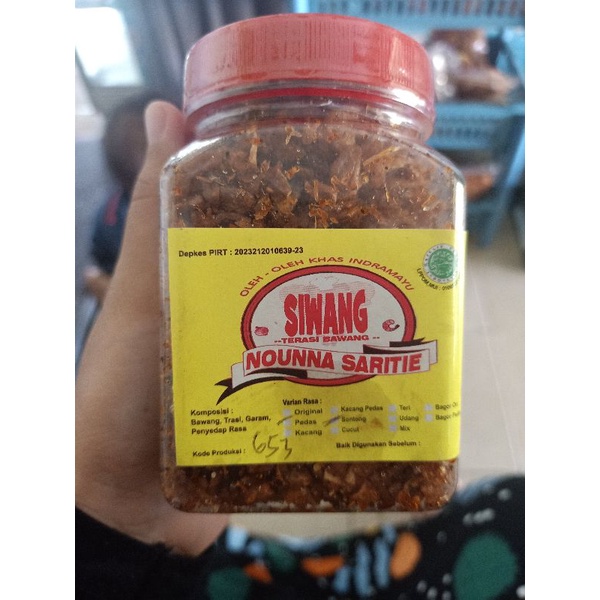 Depkes PIRT : 2023212010639-23
OLEH - OLEH KHAS INDRAMAYU
SIWANG
--TERASI BAWANG--
NOUNNA SARITIE
Varian Rasa :
Komposisi :
Bawang, Trasi, Garam,
Penyedap Rasa
Original
Pedas
Kacang
Kacang Pedas
Sontong
Cucut
Teri
Udang
Mix
Kode Produksi : 653
Baik Digunakan Sebelum :